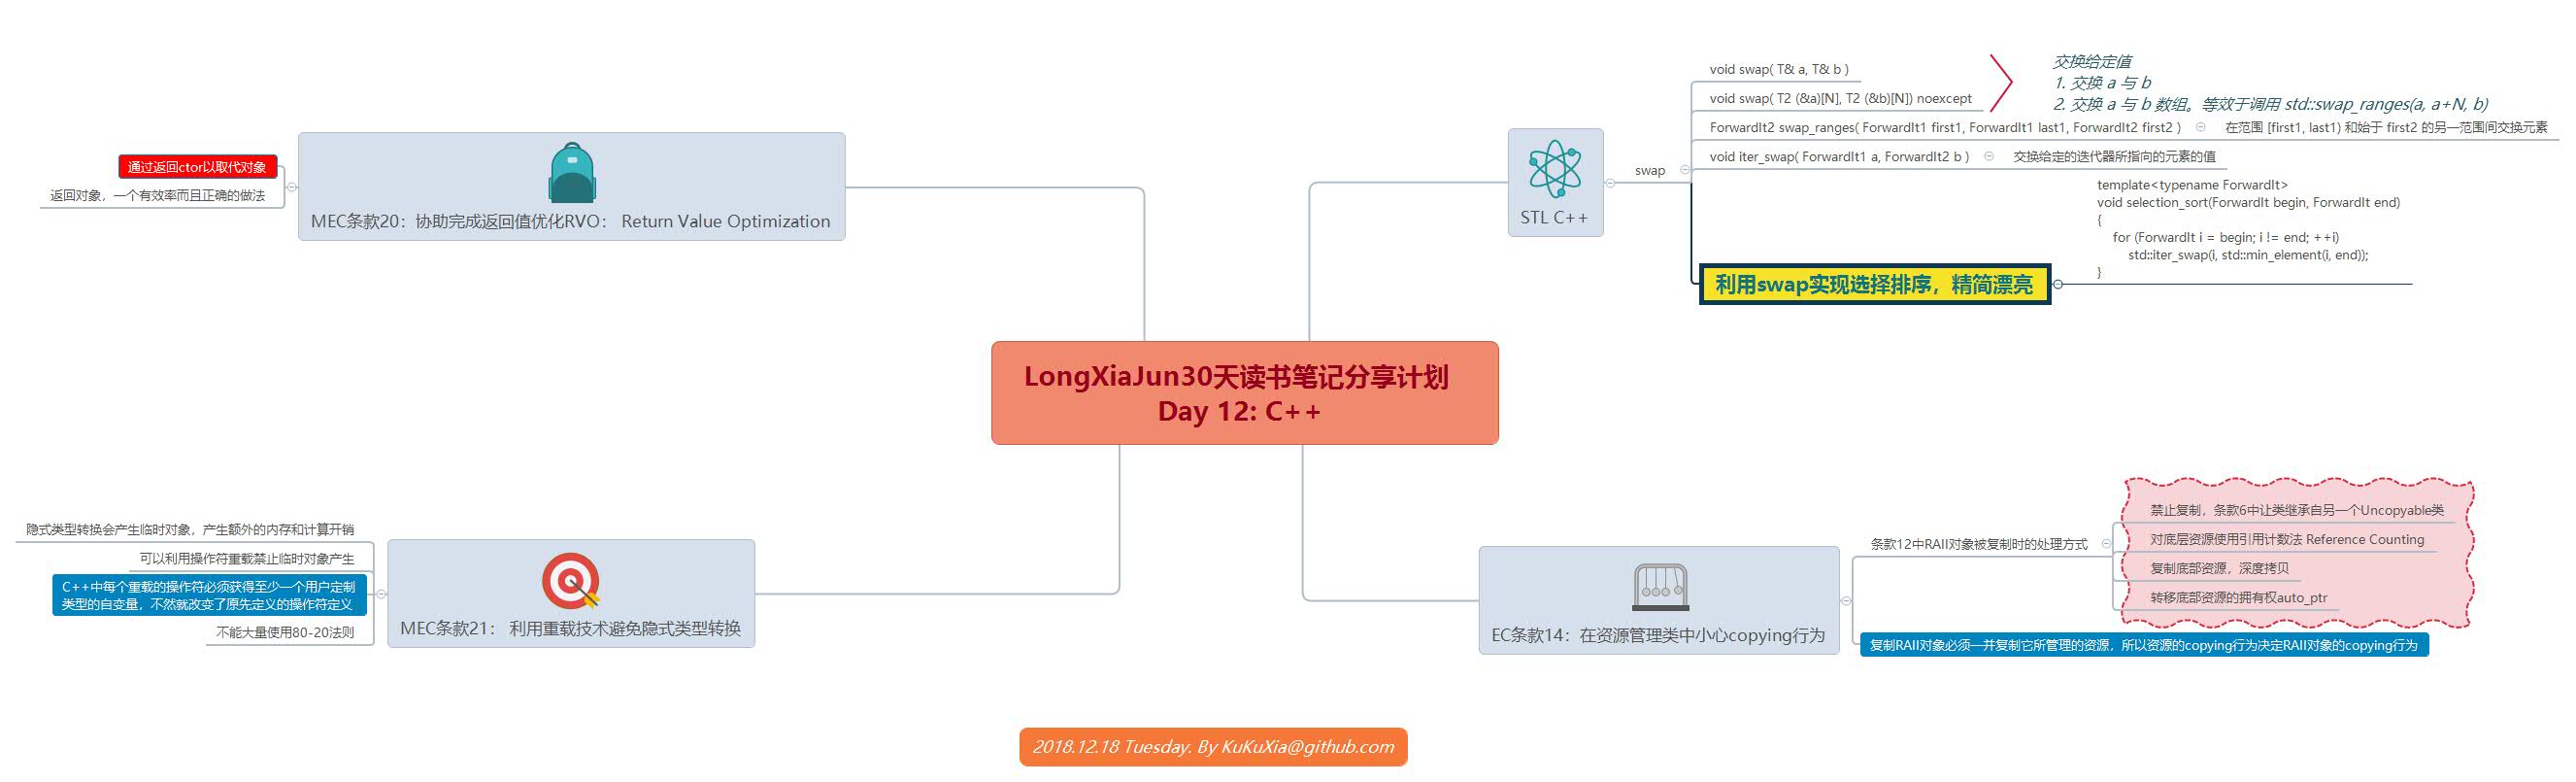 LongXiaJun30天读书笔记分享计划
Day 12: C++
STL C++
swap
void swap( T& a, T& b )
void swap( T2 (&a)[N], T2 (&b)[N]) noexcept
交换给定值
1. 交换 a 与 b
2. 交换 a 与 b 数组。等效于调用 std::swap_ranges(a, a+N, b)
ForwardIt2 swap_ranges( ForwardIt1 first1, ForwardIt1 last1, ForwardIt2 first2 )
在范围 [first1, last1) 和始于 first2 的另一范围间交换元素
void iter_swap( ForwardIt1 a, ForwardIt2 b )
交换给定的迭代器所指向的元素的值
利用swap实现选择排序，精简漂亮
template<typename ForwardIt>
void selection_sort(ForwardIt begin, ForwardIt end)
{
for (ForwardIt i = begin; i != end; ++i)
std::iter_swap(i, std::min_element(i, end));
}
EC条款14：在资源管理类中小心copying行为
条款12中RAII对象被复制时的处理方式
禁止复制，条款6中让类继承自另一个Uncopyable类
对底层资源使用引用计数法 Reference Counting
复制底部资源，深度拷贝
转移底部资源的拥有权auto_ptr
复制RAII对象必须一并复制它所管理的资源，所以资源的copying行为决定RAII对象的copying行为
MEC条款20：协助完成返回值优化RVO： Return Value Optimization
通过返回ctor以取代对象
返回对象，一个有效率而且正确的做法
MEC条款21： 利用重载技术避免隐式类型转换
隐式类型转换会产生临时对象，产生额外的内存和计算开销
可以利用操作符重载禁止临时对象产生
C++中每个重载的操作符必须获得至少一个用户定制
类型的自变量，不然就改变了原先定义的操作符定义
不能大量使用80-20法则
2018.12.18 Tuesday. By KuKuXia@github.com